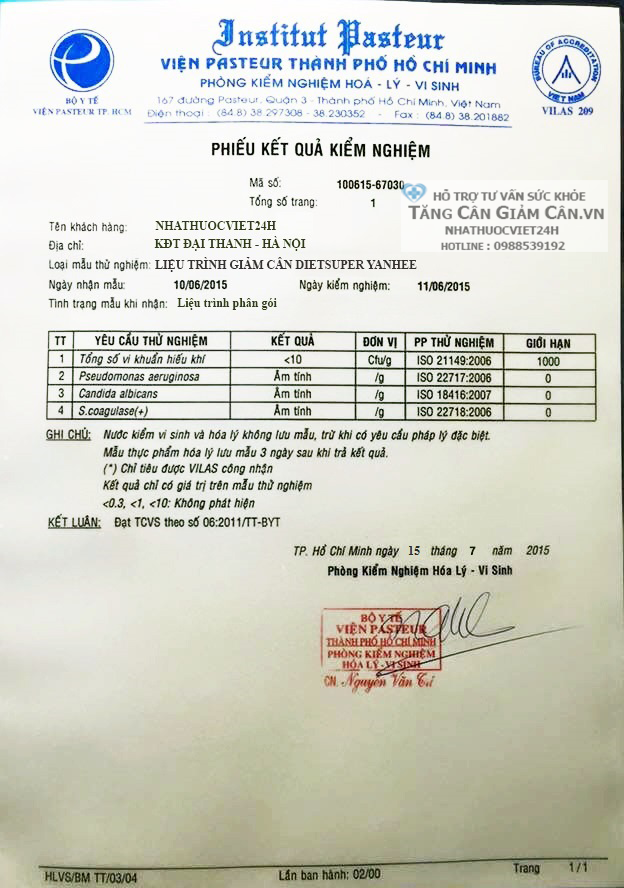 Institut Pasteur
VIỆN PASTEUR THÀNH PHỐ HỒ CHÍ MINH
PHÒNG KIỂM NGHIỆM HOÁ - LÝ - VI SINH
167 đường Pasteur, Quận 3 - Thành phố Hồ Chí Minh, Việt Nam
Điện thoại : (84.8) 38.297308 - 38.230352 - Fax : (84.8) 38.201882
BỘ Y TẾ
VIỆN PASTEUR TP. HCM
BUREAU OF ACCREDITATION
VIET NAM
VILAS 209
PHIẾU KẾT QUẢ KIỂM NGHIỆM
Mã số: 100615-67030
Tổng số trang: 1
HỖ TRỢ TƯ VẤN SỨC KHỎE
TĂNG CÂN GIẢM CÂN.VN
NHATHUOCVIET24H
HOTLINE : 0988539192
Tên khách hàng: NHATHUOCVIET24H
Địa chỉ: KĐT ĐẠI THANH - HÀ NỘI
Loại mẫu thử nghiệm: LIỆU TRÌNH GIẢM CÂN DIETSUPER YANHEE
Ngày nhận mẫu: 10/06/2015 Ngày kiểm nghiệm: 11/06/2015
Tình trạng mẫu khi nhận: Liệu trình phân gói
TT YÊU CẦU THỬ NGHIỆM KẾT QUẢ ĐƠN VỊ PP THỬ NGHIỆM GIỚI HẠN
1 Tổng số vi khuẩn hiếu khí <10 Cfu/g ISO 21149:2006 1000
2 Pseudomonas aeruginosa Âm tính /g ISO 22717:2006 0
3 Candida albicans Âm tính /g ISO 18416:2007 0
4 S.coagulase(+) Âm tính /g ISO 22718:2006 0
GHI CHÚ: Nước kiểm vi sinh và hóa lý không lưu mẫu, trừ khi có yêu cầu pháp lý đặc biệt.
Mẫu thực phẩm hóa lý lưu mẫu 3 ngày sau khi trả kết quả.
(*) Chỉ tiêu được VILAS công nhận
Kết quả chỉ có giá trị trên mẫu thử nghiệm
<0.3, <1, <10: Không phát hiện
KẾT LUẬN: Đạt TCVS theo số 06:2011/TT-BYT
TP. Hồ Chí Minh ngày 15 tháng 7 năm 2015
Phòng Kiểm Nghiệm Hóa Lý - Vi Sinh
BỘ Y TẾ
VIỆN PASTEUR
THÀNH PHỐ HỒ CHÍ MINH
PHÒNG KIỂM NGHIỆM
HÓA LÝ - VI SINH
CN. Nguyễn Văn Trí
HLVS/BM TT/03/04 Lần ban hành: 02/00 Trang 1/1